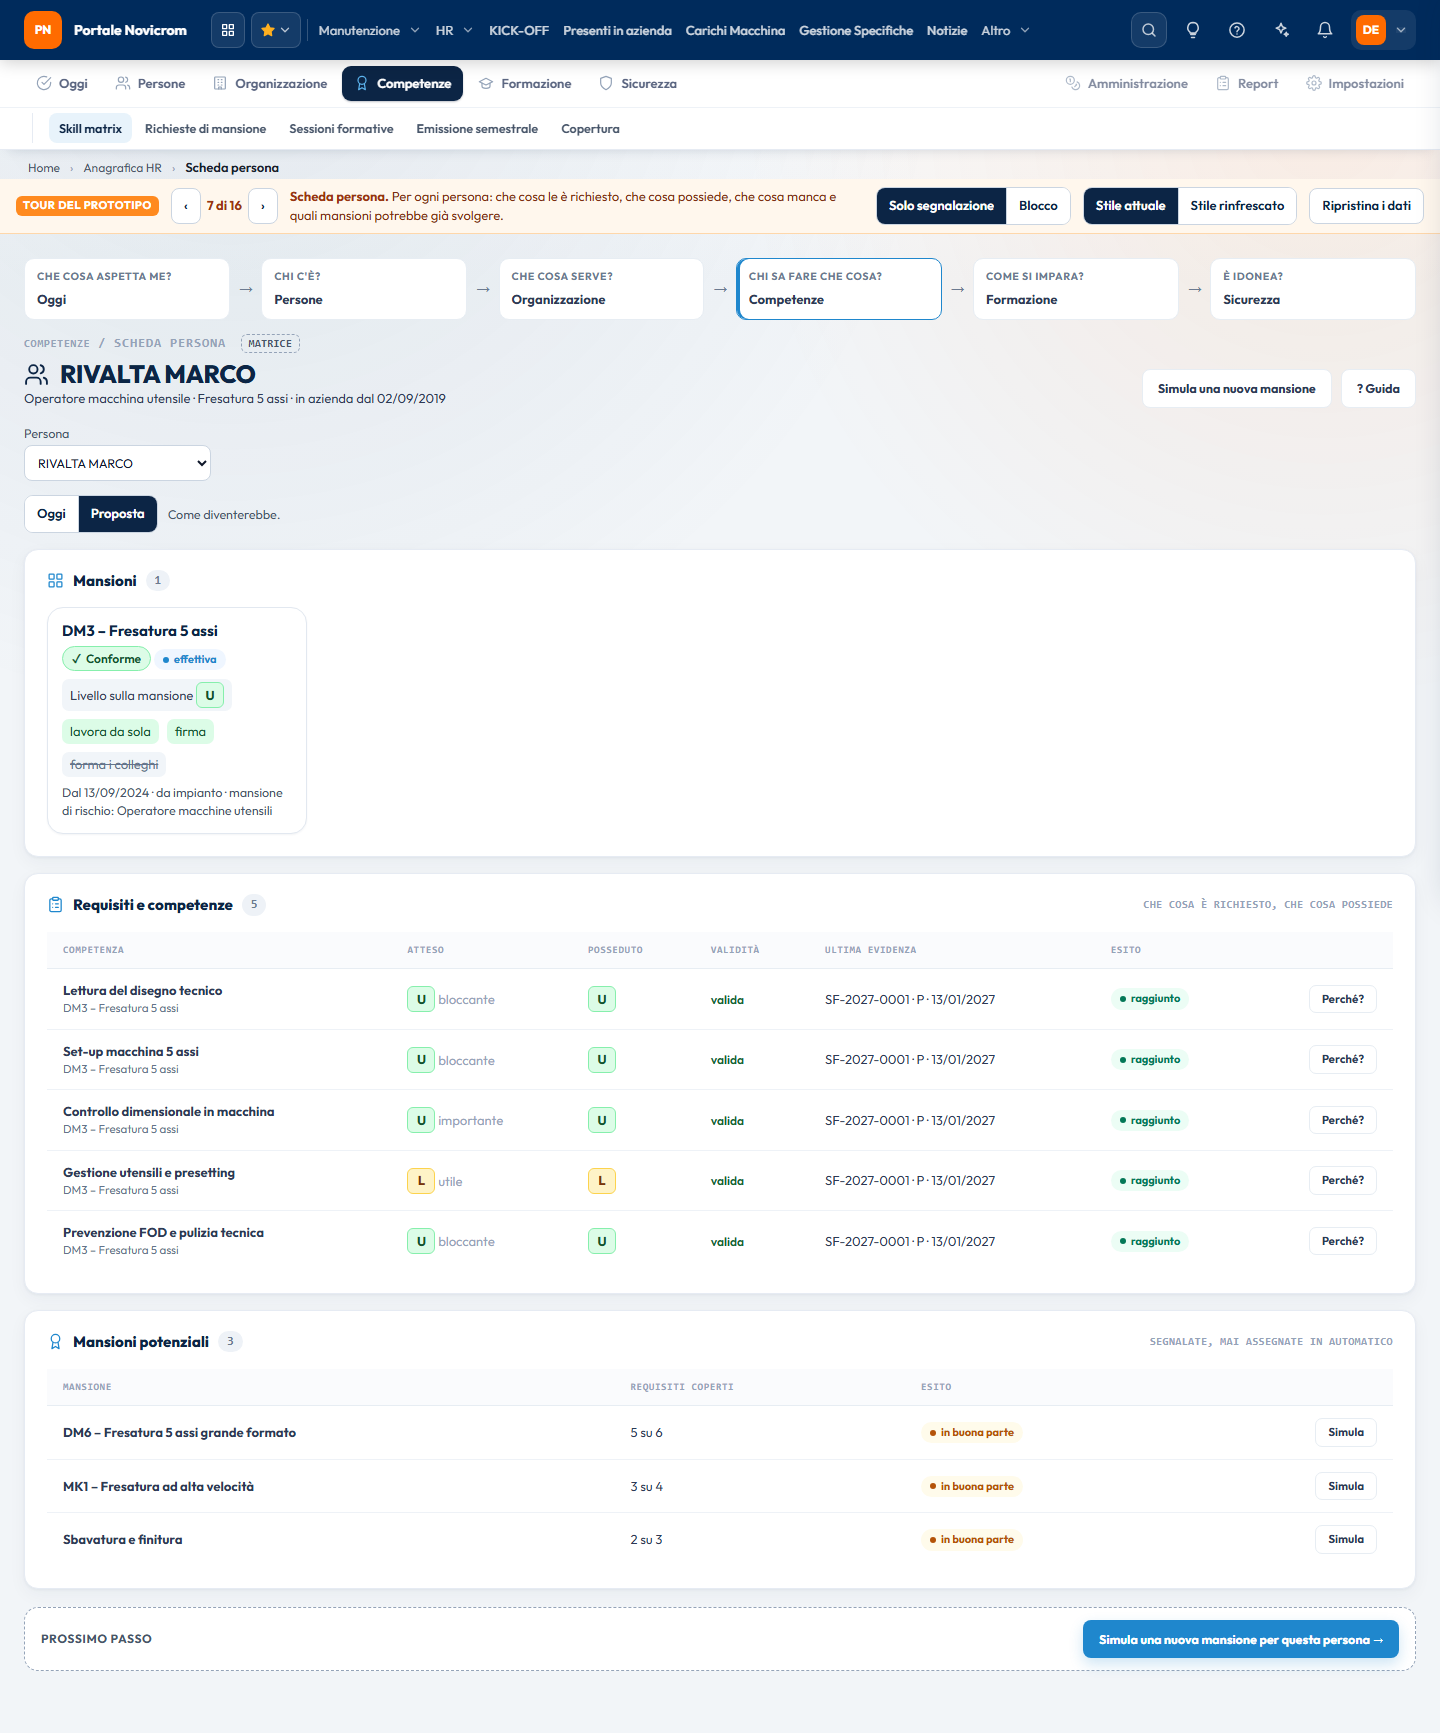 PN Portale Novicrom Manutenzione HR KICK-OFF Presenti in azienda Carichi Macchina Gestione Specifiche Notizie Altro DE
Oggi Persone Organizzazione Competenze Formazione Sicurezza Amministrazione Report Impostazioni
Skill matrix Richieste di mansione Sessioni formative Emissione semestrale Copertura
Home › Anagrafica HR › Scheda persona
TOUR DEL PROTOTIPO ‹ 7 di 16 › Scheda persona. Per ogni persona: che cosa le è richiesto, che cosa possiede, che cosa manca e
quali mansioni potrebbe già svolgere.
Solo segnalazione Blocco Stile attuale Stile rinfrescato Ripristina i dati
CHE COSA ASPETTA ME?
Oggi
→
CHI C'È?
Persone
→
CHE COSA SERVE?
Organizzazione
→
CHI SA FARE CHE COSA?
Competenze
→
COME SI IMPARA?
Formazione
→
È IDONEA?
Sicurezza
COMPETENZE / SCHEDA PERSONA MATRICE
RIVALTA MARCO
Operatore macchina utensile · Fresatura 5 assi · in azienda dal 02/09/2019
Simula una nuova mansione ? Guida
Persona
RIVALTA MARCO
Oggi Proposta Come diventerebbe.
Mansioni 1
DM3 – Fresatura 5 assi
✓ Conforme effettiva
Livello sulla mansione U
lavora da sola firma
forma i colleghi
Dal 13/09/2024 · da impianto · mansione
di rischio: Operatore macchine utensili
Requisiti e competenze 5 CHE COSA È RICHIESTO, CHE COSA POSSIEDE
COMPETENZA ATTESO POSSEDUTO VALIDITÀ ULTIMA EVIDENZA ESITO
Lettura del disegno tecnico
DM3 – Fresatura 5 assi
U bloccante U valida SF-2027-0001 · P · 13/01/2027 raggiunto Perché?
Set-up macchina 5 assi
DM3 – Fresatura 5 assi
U bloccante U valida SF-2027-0001 · P · 13/01/2027 raggiunto Perché?
Controllo dimensionale in macchina
DM3 – Fresatura 5 assi
U importante U valida SF-2027-0001 · P · 13/01/2027 raggiunto Perché?
Gestione utensili e presetting
DM3 – Fresatura 5 assi
L utile L valida SF-2027-0001 · P · 13/01/2027 raggiunto Perché?
Prevenzione FOD e pulizia tecnica
DM3 – Fresatura 5 assi
U bloccante U valida SF-2027-0001 · P · 13/01/2027 raggiunto Perché?
Mansioni potenziali 3 SEGNALATE, MAI ASSEGNATE IN AUTOMATICO
MANSIONE REQUISITI COPERTI ESITO
DM6 – Fresatura 5 assi grande formato 5 su 6 in buona parte Simula
MK1 – Fresatura ad alta velocità 3 su 4 in buona parte Simula
Sbavatura e finitura 2 su 3 in buona parte Simula
PROSSIMO PASSO Simula una nuova mansione per questa persona →